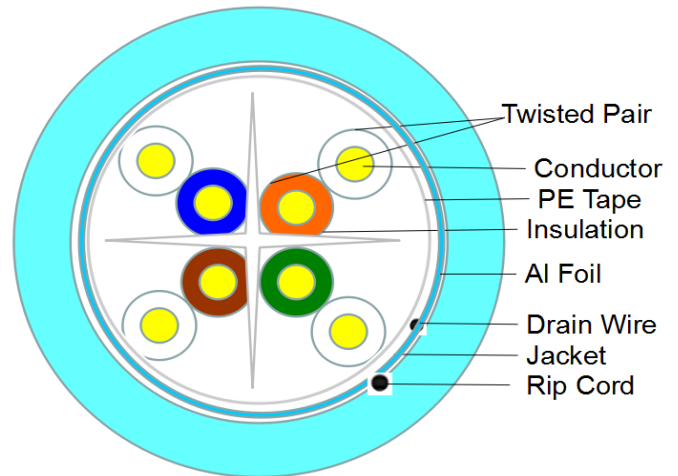 Twisted Pair
Conductor
PE Tape
Insulation
Al Foil
Drain Wire
Jacket
Rip Cord